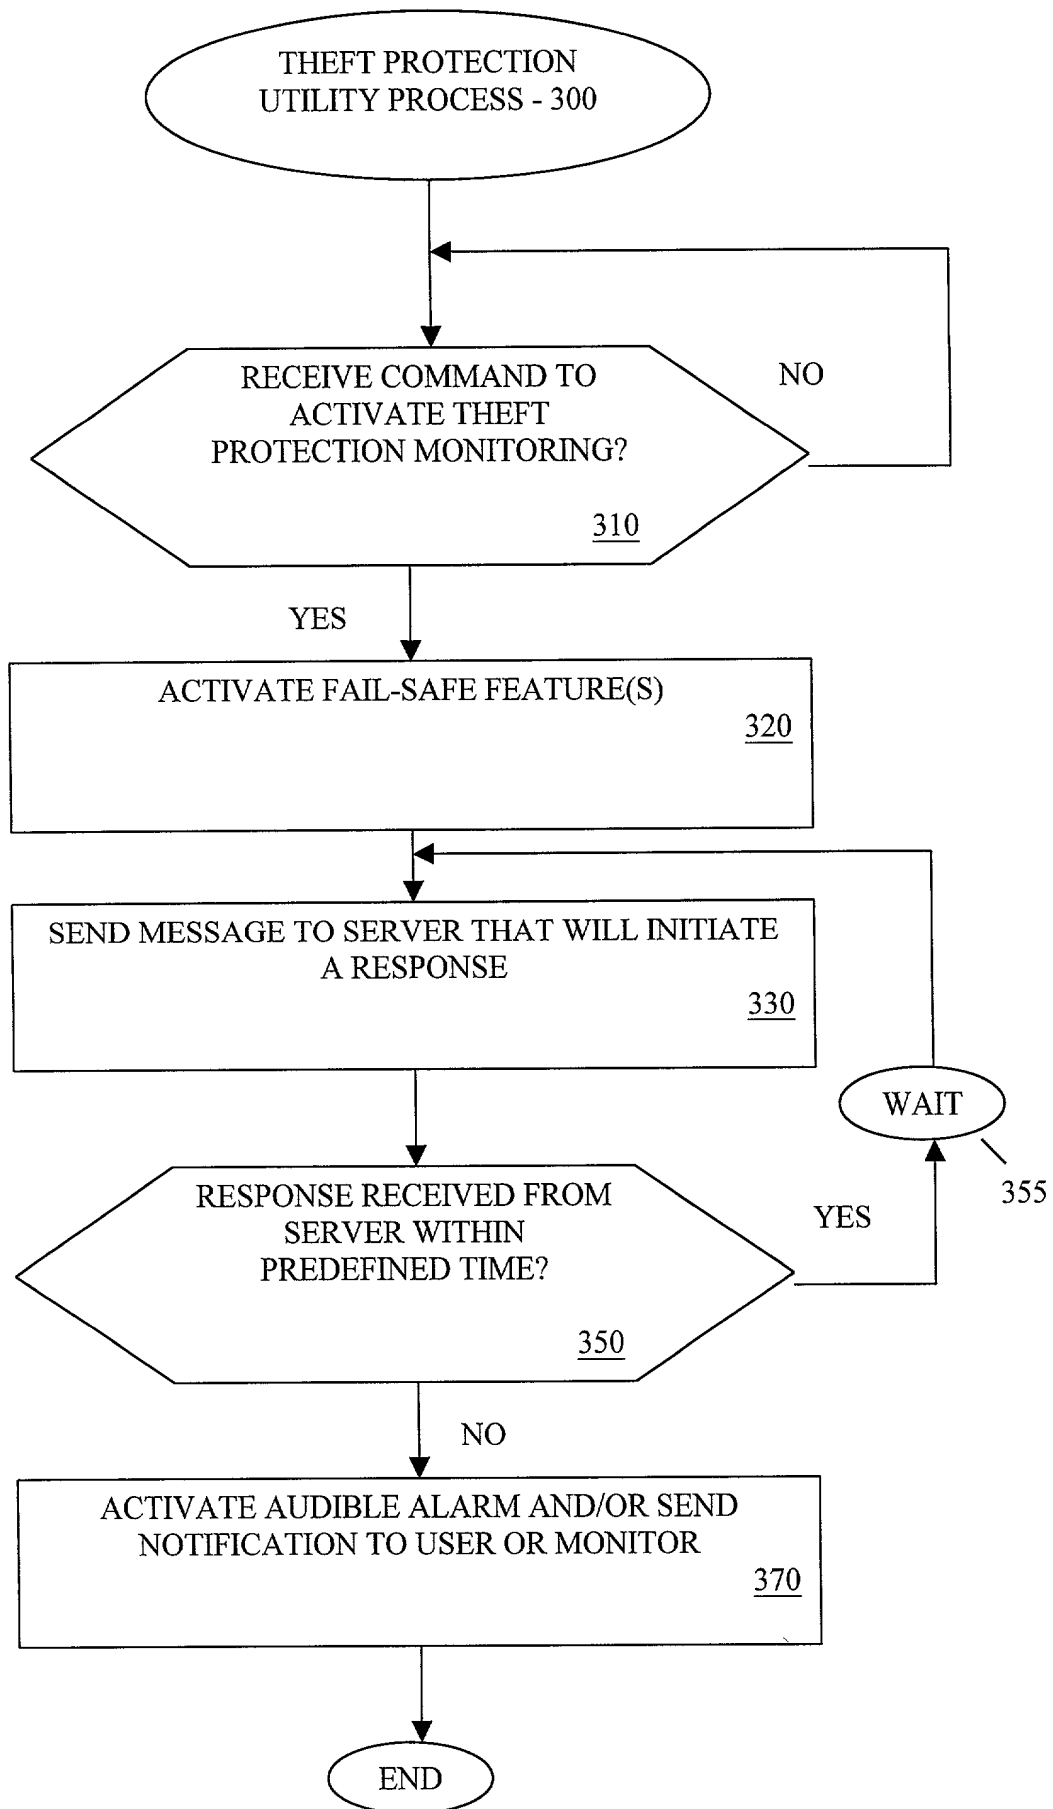 THEFT PROTECTION
UTILITY PROCESS - 300
RECEIVE COMMAND TO
ACTIVATE THEFT
PROTECTION MONITORING?
310
NO
YES
ACTIVATE FAIL-SAFE FEATURE(S)
320
SEND MESSAGE TO SERVER THAT WILL INITIATE
A RESPONSE
330
WAIT
355
RESPONSE RECEIVED FROM
SERVER WITHIN
PREDEFINED TIME?
350
YES
NO
ACTIVATE AUDIBLE ALARM AND/OR SEND
NOTIFICATION TO USER OR MONITOR
370
END